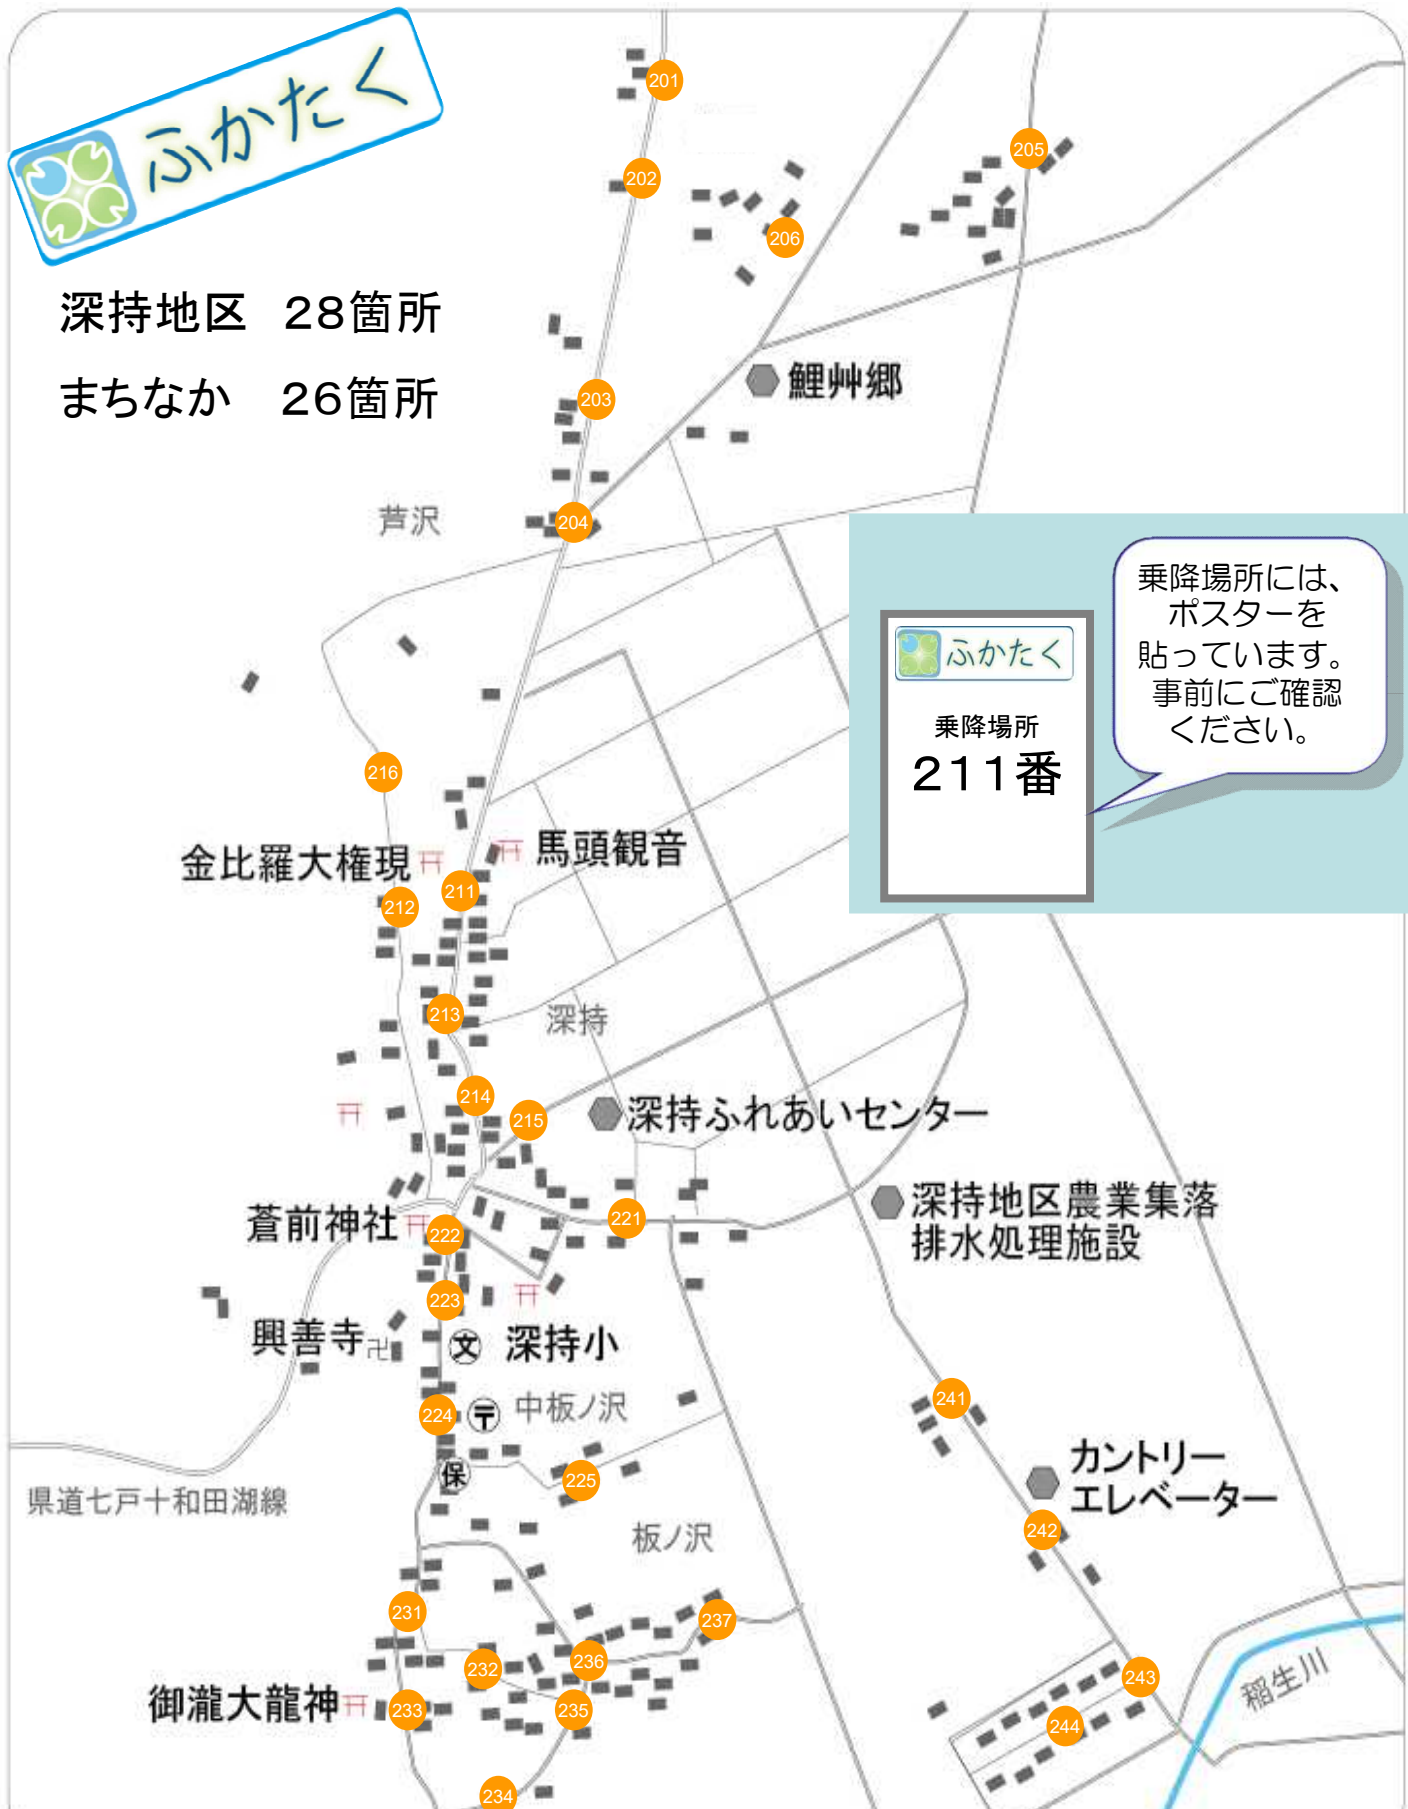 ふかたく
深持地区　２８箇所
まちなか　２６箇所
201
202
205
206
203
鯉艸郷
204
芦沢
乗降場所には、
ポスターを
貼っています。
事前にご確認
ください。
ふかたく
乗降場所
２１１番
216
金比羅大権現
馬頭観音
211
212
213
深持
214
215
深持ふれあいセンター
深持地区農業集落
排水処理施設
蒼前神社
221
222
223
興善寺
卍
文
深持小
224
〒
中板ノ沢
保
225
241
カントリー
エレベーター
242
県道七戸十和田湖線
板ノ沢
231
237
232
236
243
稲生川
御瀧大龍神
233
235
244
234